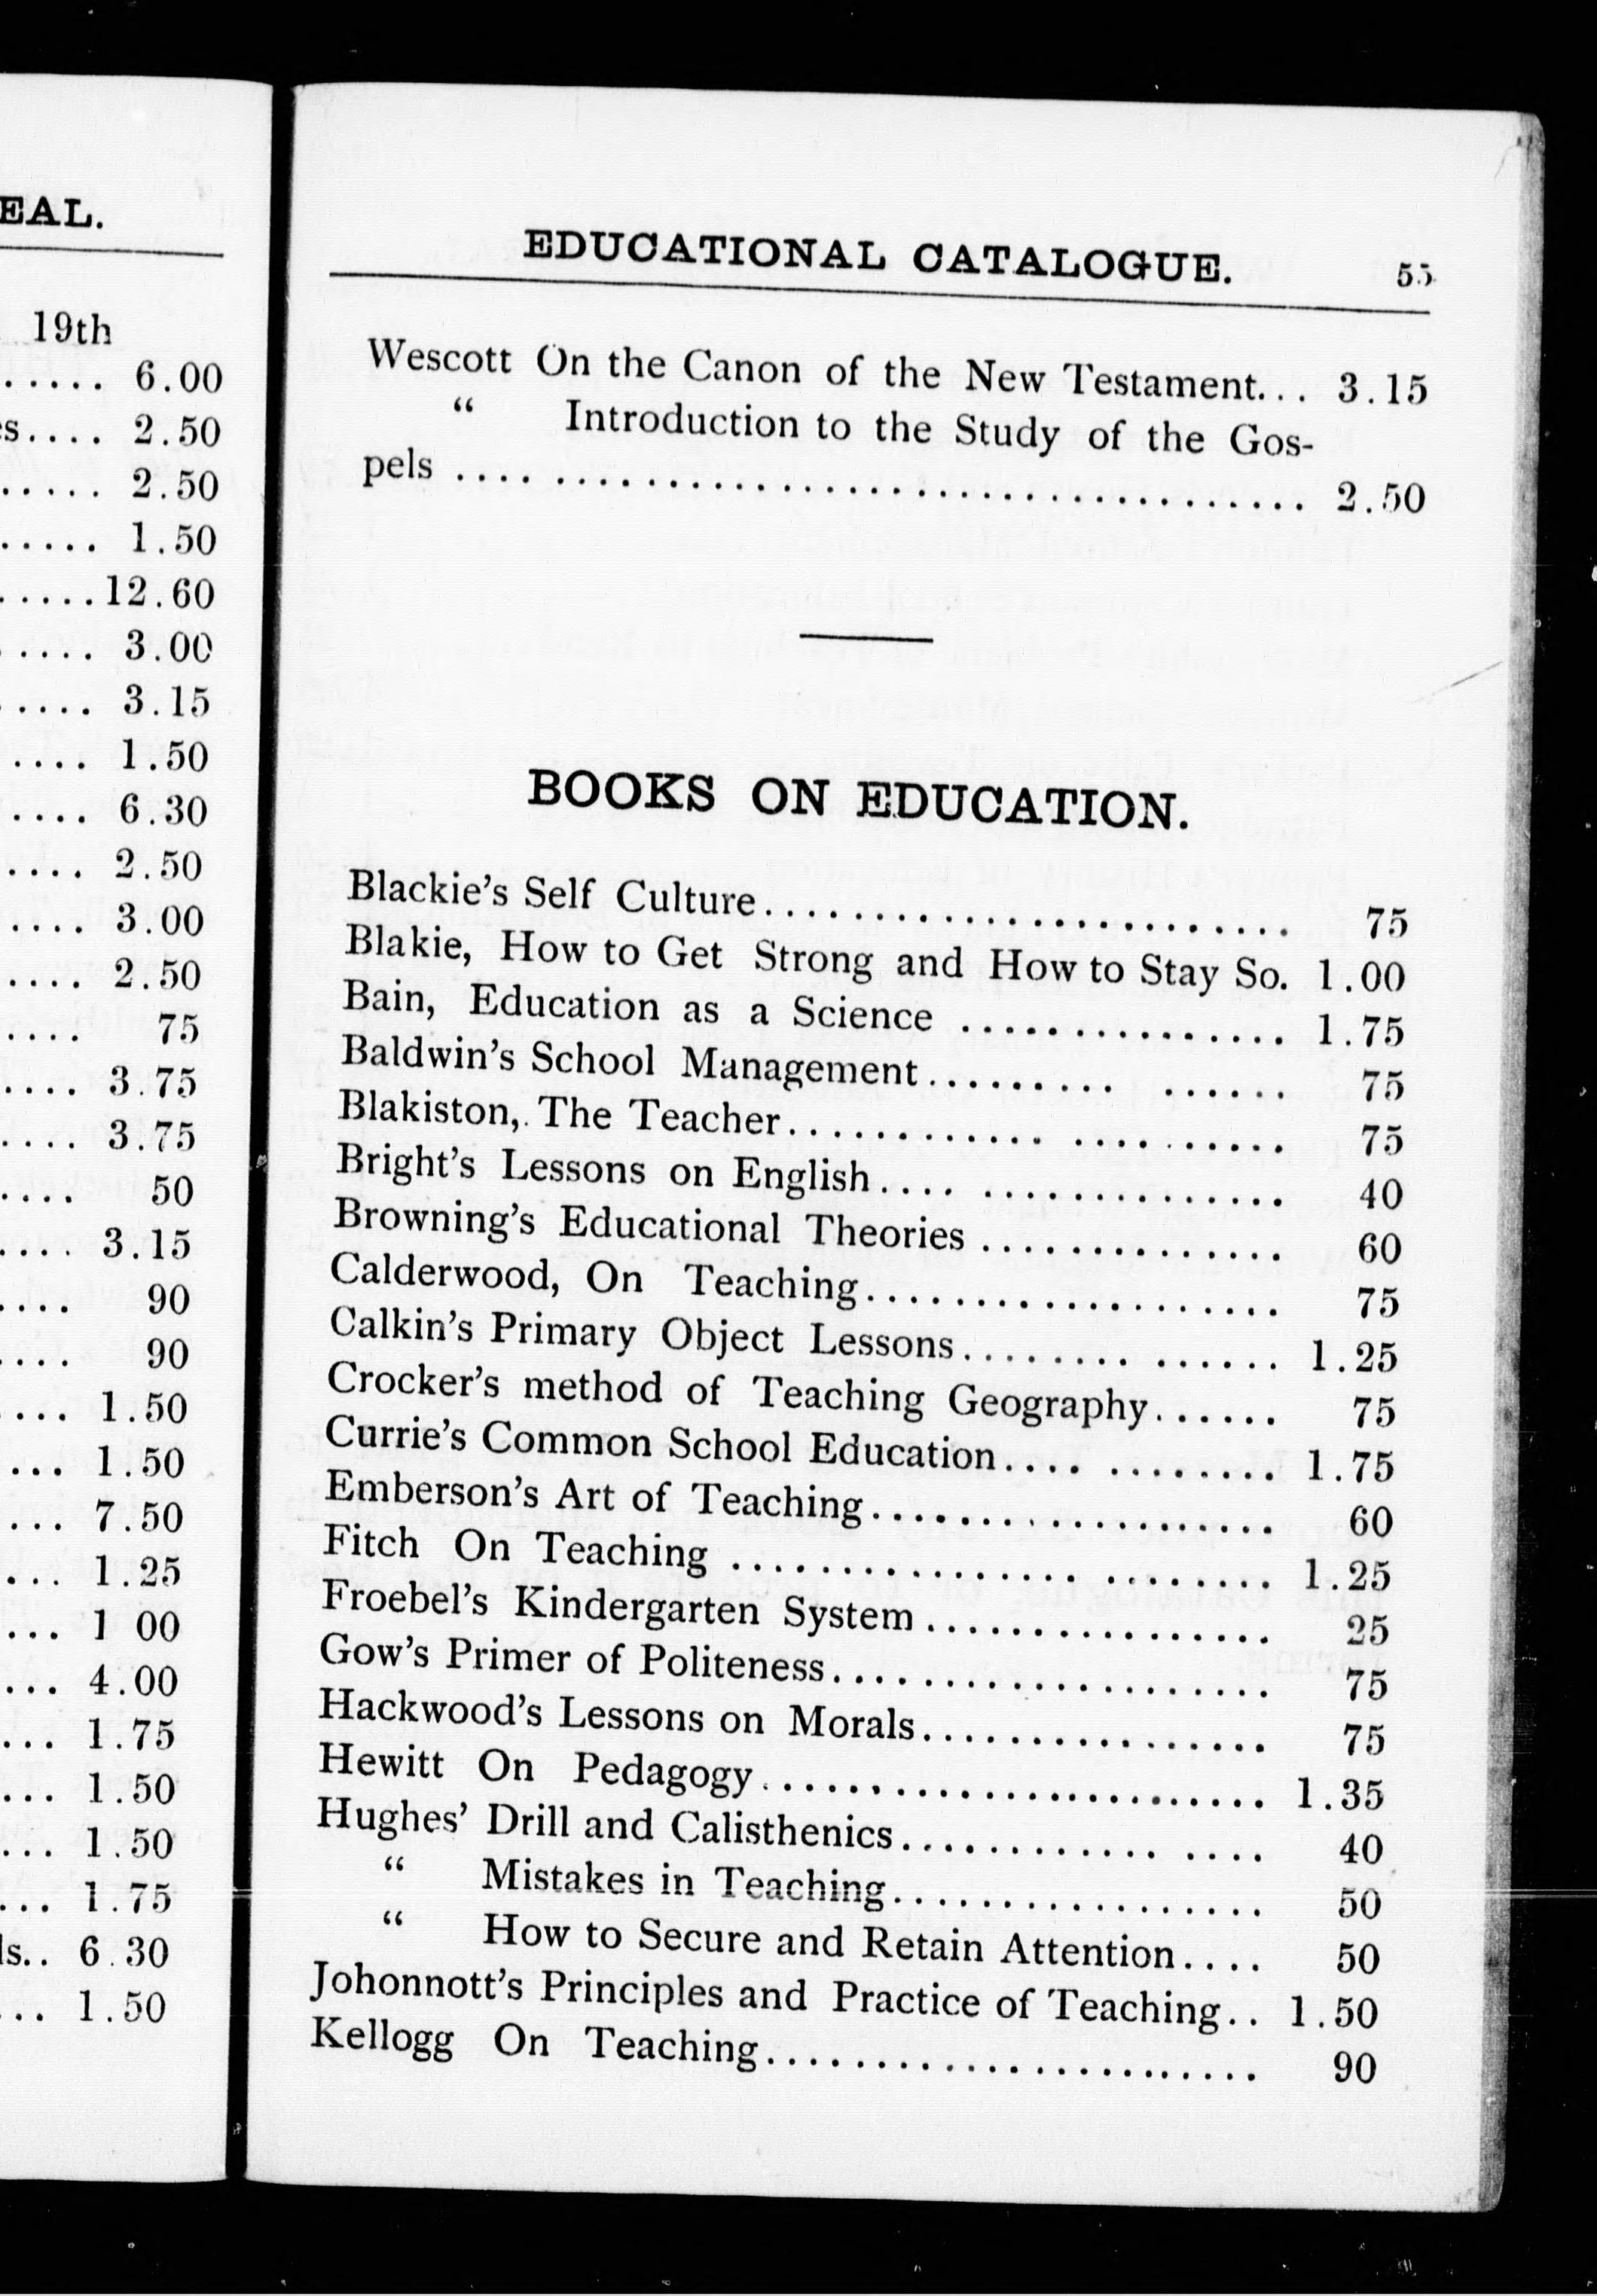 EAL.
19th
..... 6.00
s.... 2.50
..... 2.50
..... 1.50
.....12.60
.... 3.00
.... 3.15
.... 1.50
.... 6.30
.... 2.50
.... 3.00
.... 2.50
.... 75
.... 3.75
.... 3.75
.... 50
.... 3.15
.... 90
.... 90
.... 1.50
... 1.50
... 7.50
... 1.25
... 1 00
... 4.00
... 1.75
... 1.50
... 1.50
... 1.75
ls.. 6.30
... 1.50
EDUCATIONAL CATALOGUE. 55
Wescott On the Canon of the New Testament... 3.15
“ Introduction to the Study of the Gos-
pels .... .................................. 2.50
BOOKS ON EDUCATION.
Blackie’s Self Culture........................ 75
Blakie, How to Get Strong and How to Stay So. 1.00
Bain, Education as a Science ............... 1.75
Baldwin’s School Management......... ...... 75
Blakiston, The Teacher............ .......... 75
Bright’s Lessons on English.... .............. 40
Browning’s Educational Theories .............. 60
Calderwood, On Teaching................... 75
Calkin’s Primary Object Lessons........ ...... 1.25
Crocker’s method of Teaching Geography...... 75
Currie’s Common School Education.... ........ 1.75
Emberson’s Art of Teaching................... 60
Fitch On Teaching ................ ........ 1.25
Froebel’s Kindergarten System................ 25
Gow’s Primer of Politeness.................... 75
Hackwood’s Lessons on Morals................ 75
Hewitt On Pedagogy....................... 1.35
Hughes’ Drill and Calisthenics............ .... 40
“ Mistakes in Teaching................. 50
“ How to Secure and Retain Attention.... 50
Johonnott’s Principles and Practice of Teaching.. 1.50
Kellogg On Teaching...................... 90